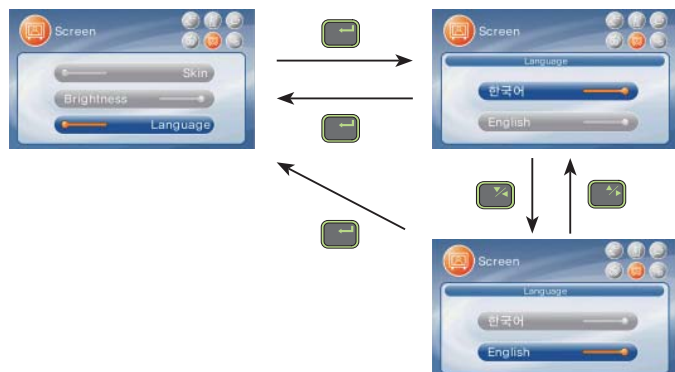 Screen
Skin
Brightness
Language
Screen
Language
한국어
English
Screen
Language
한국어
English